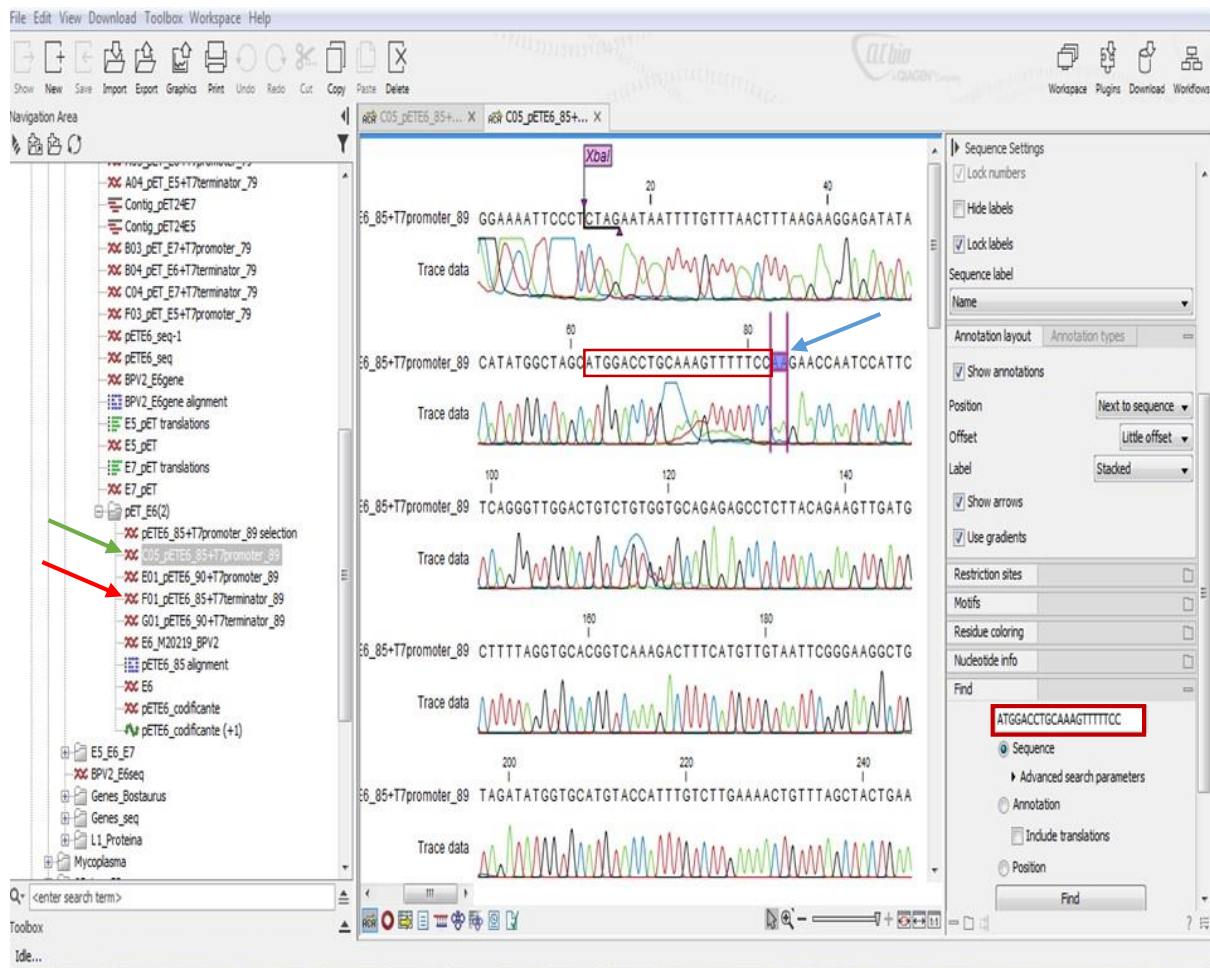 File Edit View Download Toolbox Workspace Help
CLC bio
A QIAGEN Company
Show New Save Import Export Graphics Print Undo Redo Cut Copy Paste Delete
Workspace Plugins Download Workflows
Navigation Area
C05_pETE6_85+... X C05_pETE6_85+... X
A04_pET_E5+T7terminator_79
Contig_pET24E7
Contig_pET24E5
B03_pET_E7+T7promoter_79
B04_pET_E6+T7terminator_79
C04_pET_E7+T7terminator_79
F03_pET_E5+T7promoter_79
pETE6_seq-1
pETE6_seq
BPV2_E6gene
BPV2_E6gene alignment
E5_pET translations
E5_pET
E7_pET translations
E7_pET
pET_E6(2)
pETE6_85+T7promoter_89 selection
C05_pETE6_85+T7promoter_89
E01_pETE6_90+T7promoter_89
F01_pETE6_85+T7terminator_89
G01_pETE6_90+T7terminator_89
E6_M20219_BPV2
pETE6_85 alignment
E6
pETE6_codificante
pETE6_codificante (+1)
E5_E6_E7
BPV2_E6seq
Genes_Bostaurus
Genes_seq
L1_Proteina
Mycoplasma
<enter search term>
Toolbox
Idle...
XbaI
20 40
E6_85+T7promoter_89 GGAAAATTCCCTCTAGAATAATTTTGTTTAACTTTAAGAAGGAGATATA
Trace data
60 80
E6_85+T7promoter_89 CATATGGCTAGCATGGACCTGCAAAGTTTTTCCAAGAACCAATCCATTC
Trace data
100 120 140
E6_85+T7promoter_89 TCAGGGTTGGACTGTCTGTGGTGCAGAGAGCCTCTTACAGAAGTTGATG
Trace data
160 180
E6_85+T7promoter_89 CTTTTAGGTGCACGGTCAAAGACTTTCATGTTGTAATTCGGGAAGGCTG
Trace data
200 220 240
E6_85+T7promoter_89 TAGATATGGTGCATGTACCATTTGTCTTGAAAACTGTTTAGCTACTGAA
Trace data
Sequence Settings
Lock numbers
Hide labels
Lock labels
Sequence label
Name
Annotation layout Annotation types
Show annotations
Position Next to sequence
Offset Little offset
Label Stacked
Show arrows
Use gradients
Restriction sites
Motifs
Residue coloring
Nucleotide info
Find
ATGGACCTGCAAAGTTTTTCC
Sequence
Advanced search parameters
Annotation
Include translations
Position
Find